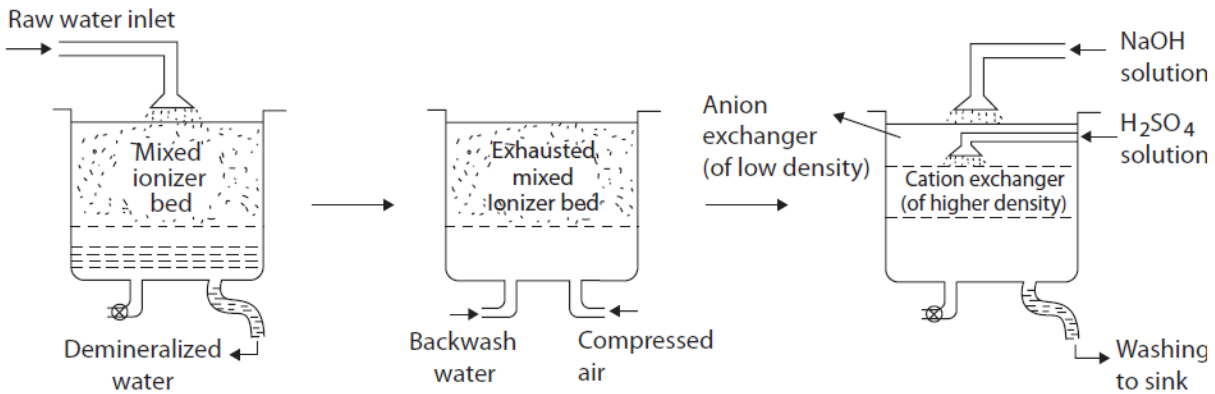 Raw water inlet
Mixed
ionizer
bed
Demineralized
water
Exhausted
mixed
Ionizer bed
Backwash
water
Compressed
air
Anion
exchanger
(of low density)
NaOH
solution
H₂SO₄
solution
Cation exchanger
(of higher density)
Washing
to sink